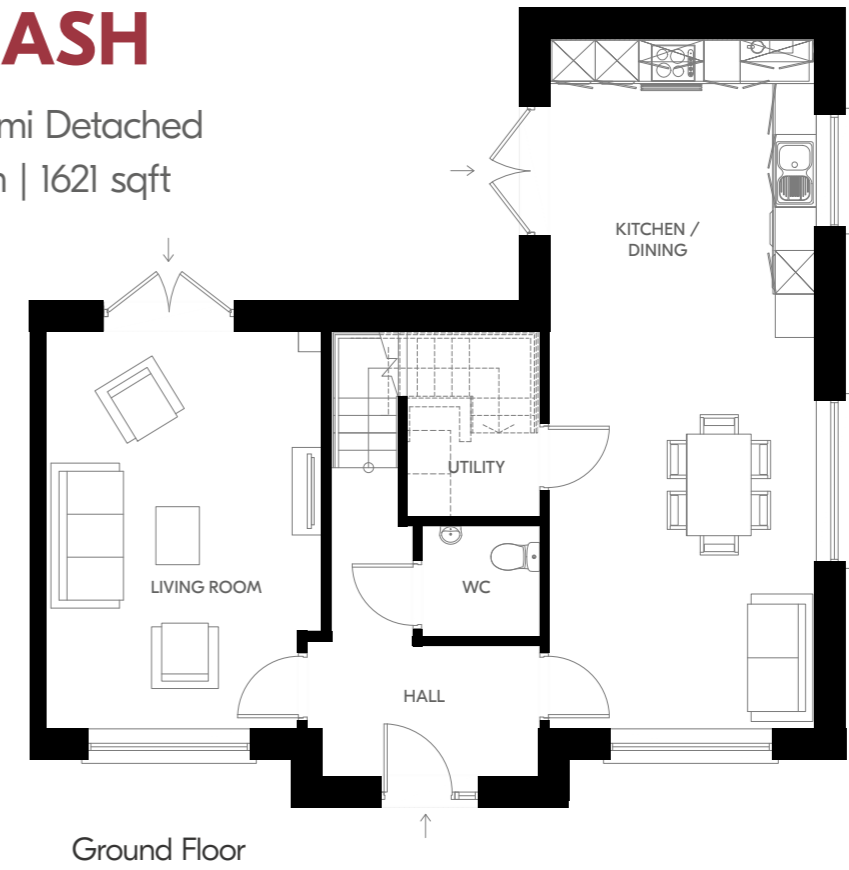 ASH
mi Detached
| 1621 sqft
KITCHEN /
DINING
UTILITY
LIVING ROOM
WC
HALL
Ground Floor